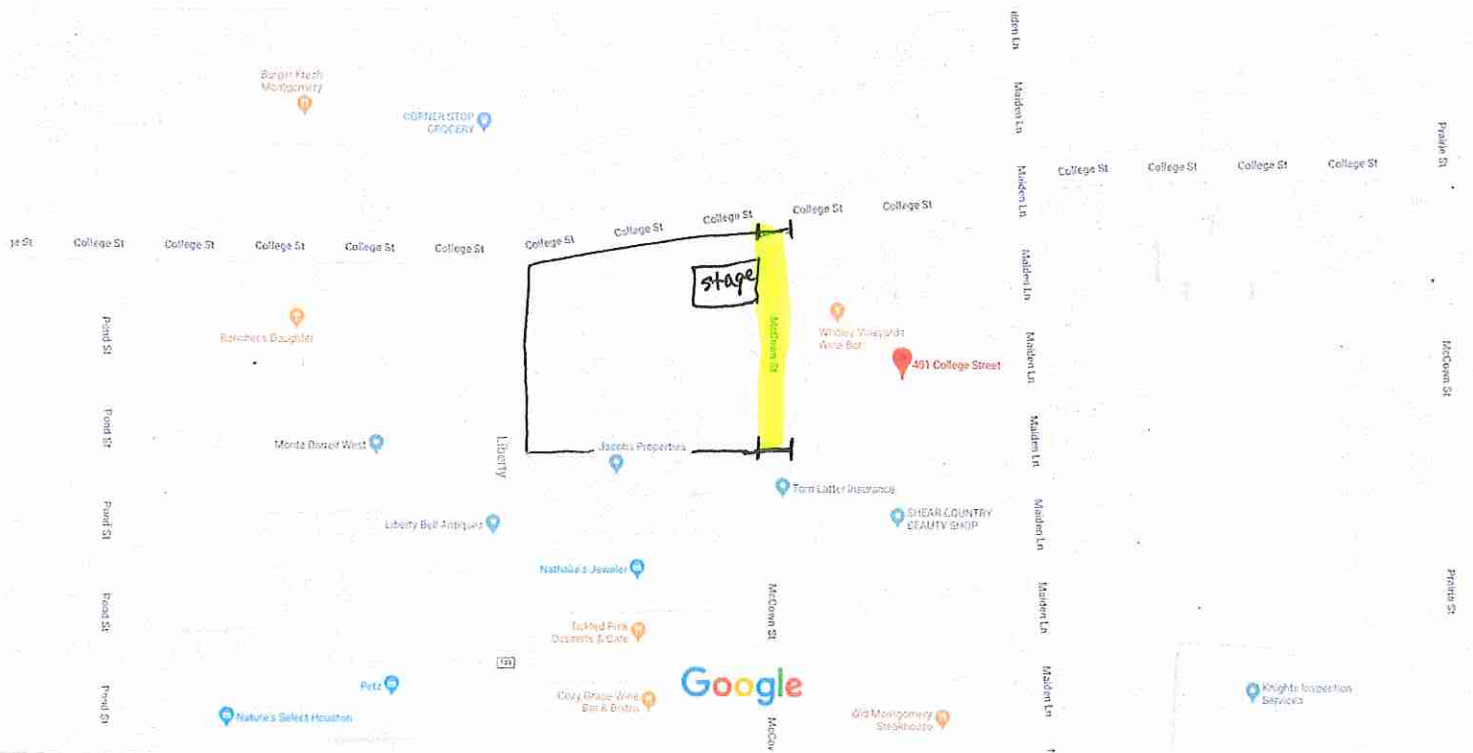 Maiden Ln
Burger Fresh
Montgomery
Maiden Ln
CORNER STOP
GROCERY
Prairie St
College St College St College St College St
Maiden Ln
College St College St College St College St College St
College St College St College St College St College St
Maiden Ln
stage
Rancher's Daughter
Pond St
McCown St
Whitley Vineyards
Wine Bar
401 College Street
Maiden Ln
McCown St
Pond St
Liberty
Jacobs Properties
Maiden Ln
Tom Latter Insurance
SHEAR COUNTRY
BEAUTY SHOP
Pond St
Liberty Bell Antiques
Maiden Ln
Nathalie's Jeweler
Pond St
McCown St
Maiden Ln
Prairie St
Tickled Pink
Desserts & Cafe
Google
Petz
Pond St
Nature's Select Houston
Cozy Grape Wine
Bar & Bistro
Old Montgomery
Steakhouse
Maiden Ln
Knights Inspection
Services
McCov